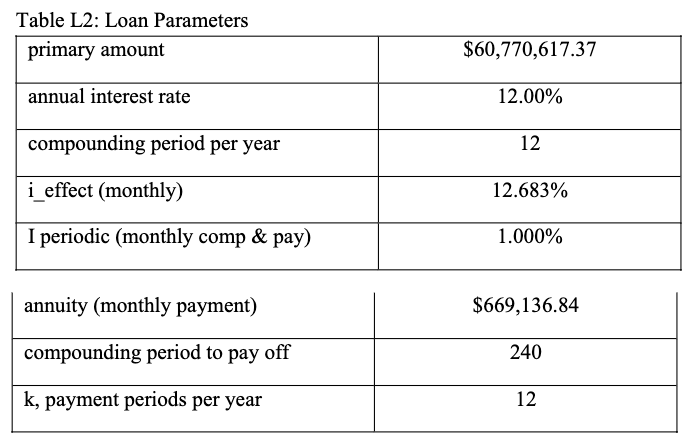 Table L2: Loan Parameters
primary amount $60,770,617.37
annual interest rate 12.00%
compounding period per year 12
i_effect (monthly) 12.683%
I periodic (monthly comp & pay) 1.000%
annuity (monthly payment) $669,136.84
compounding period to pay off 240
k, payment periods per year 12